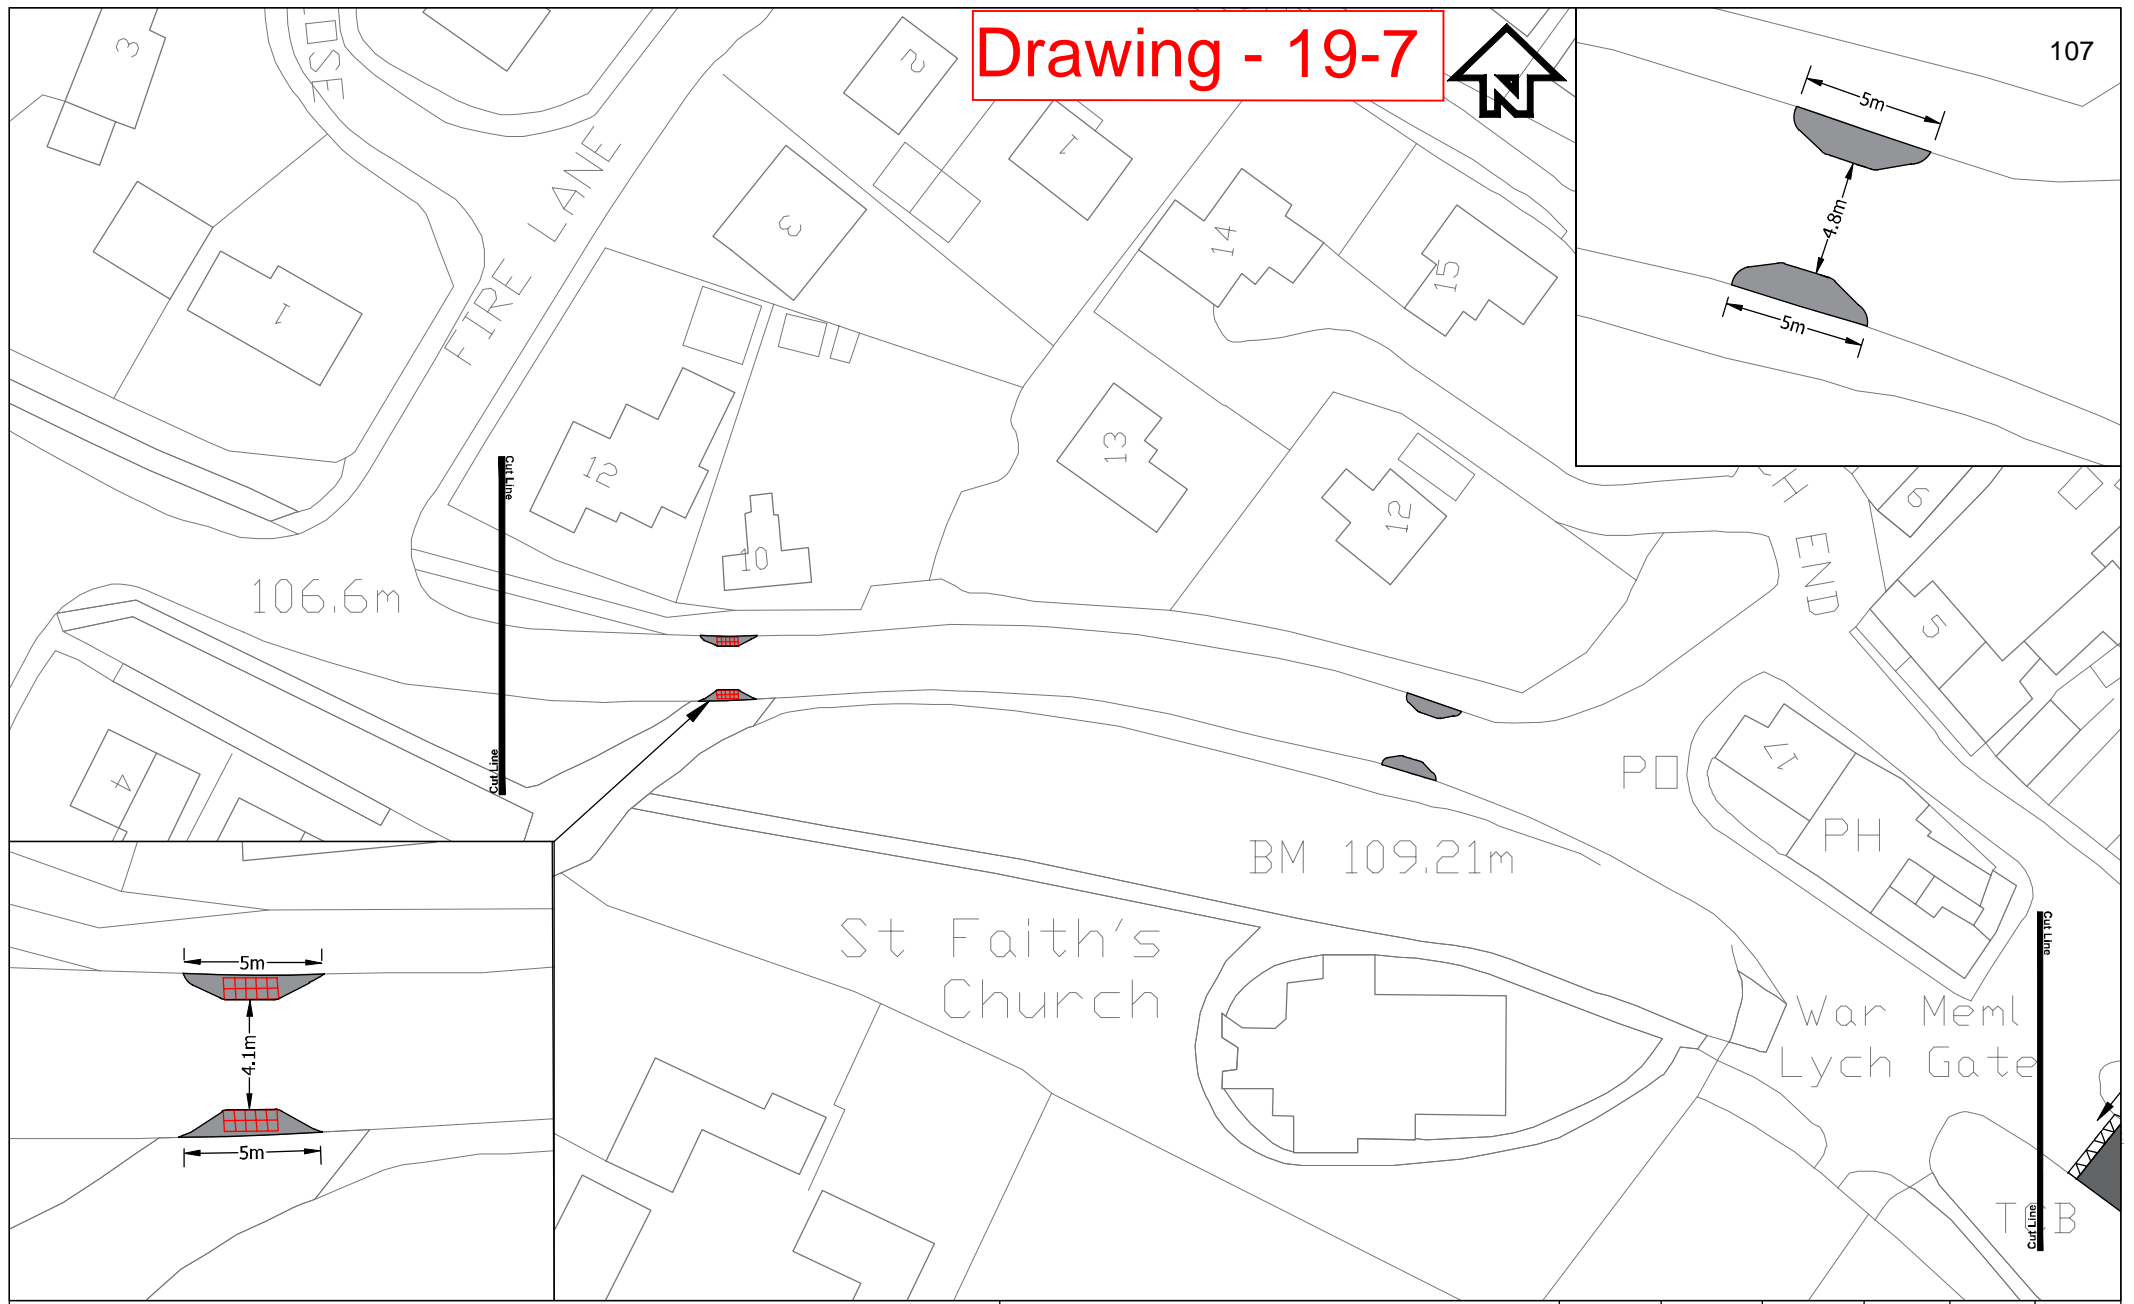 Drawing - 19-7
107
3
OSE
2
1
5m
4.8m
5m
FIRE LANE
3
14
15
1
12
13
12
10
Cut Line
106.6m
Cut Line
H END
6
5
4
PO
17
PH
BM 109.21m
St Faith's
Church
War Meml
Lych Gate
Cut Line
TCB
Cut Line
5m
4.1m
5m